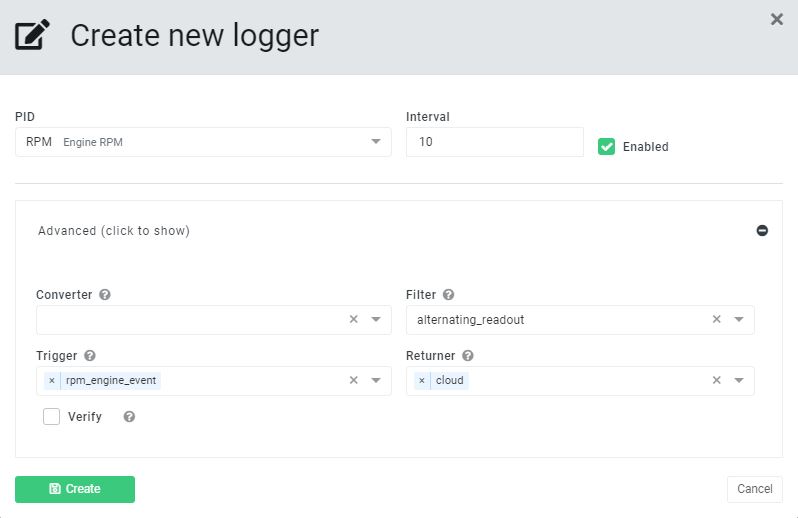 Create new logger
×
PID
Interval
RPM Engine RPM
10
Enabled
Advanced (click to show)
Converter ?
Filter ?
×
alternating_readout ×
Trigger ?
Returner ?
× rpm_engine_event ×
× cloud ×
Verify ?
Create
Cancel